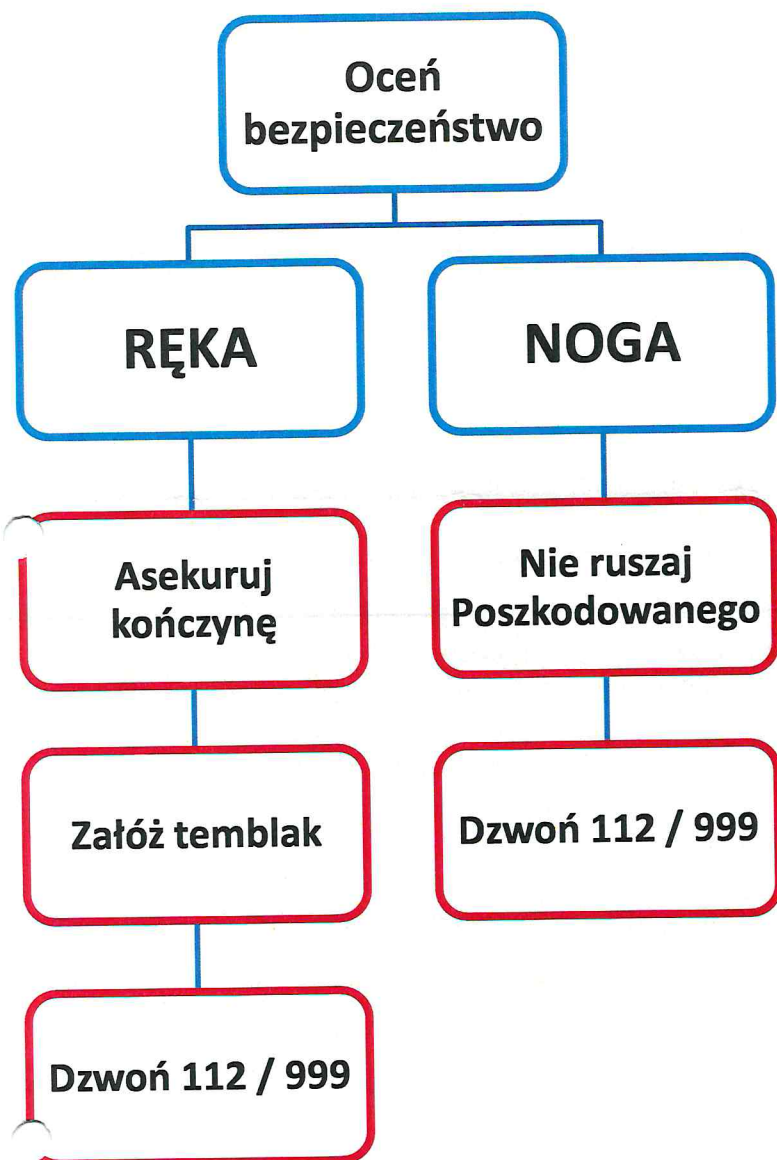 Oceń
bezpieczeństwo
RĘKA
Asekuruj
kończynę
Załóż temblak
Dzwoń 112 / 999
NOGA
Nie ruszaj
Poszkodowanego
Dzwoń 112 / 999